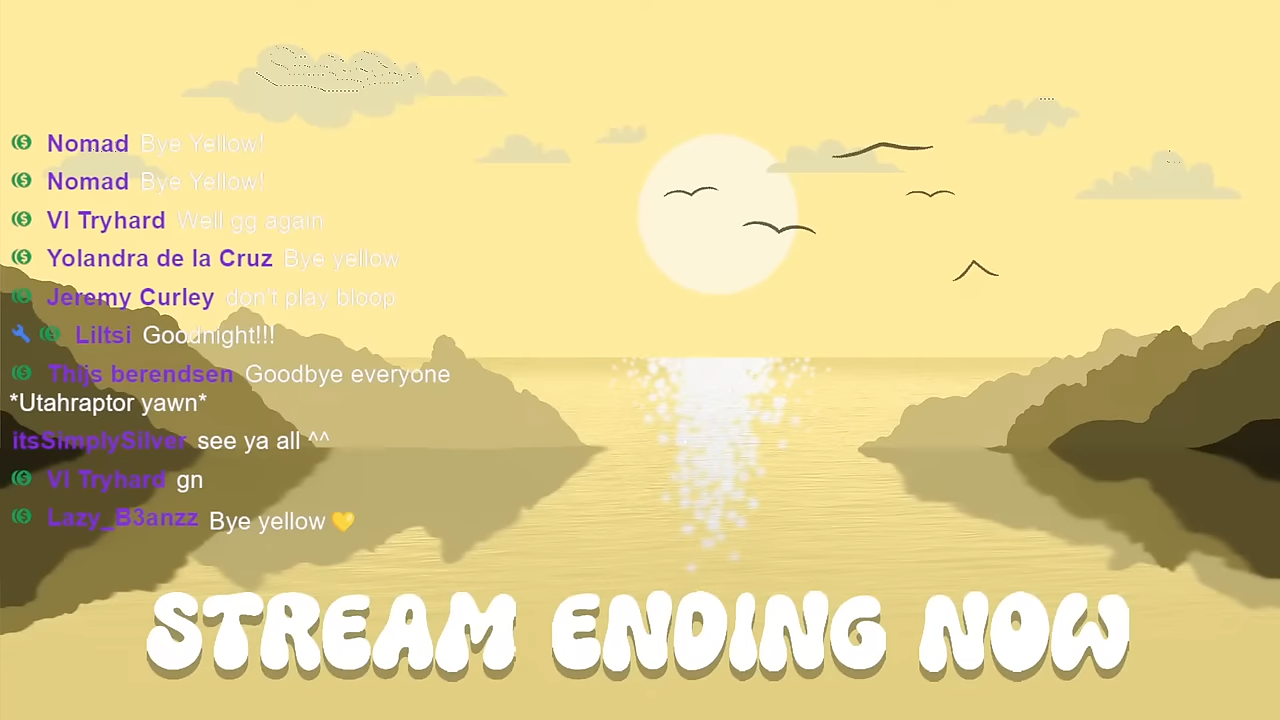 Nomad Bye Yellow!
Nomad Bye Yellow!
VI Tryhard Well gg again
Yolandra de la Cruz Bye yellow
Jeremy Curley don't play bloop
Liltsi Goodnight!!!
Thijs berendsen Goodbye everyone
*Utahraptor yawn*
itsSimplySilver see ya all ^^
VI Tryhard gn
Lazy_B3anzz Bye yellow 💛
STREAM ENDING NOW